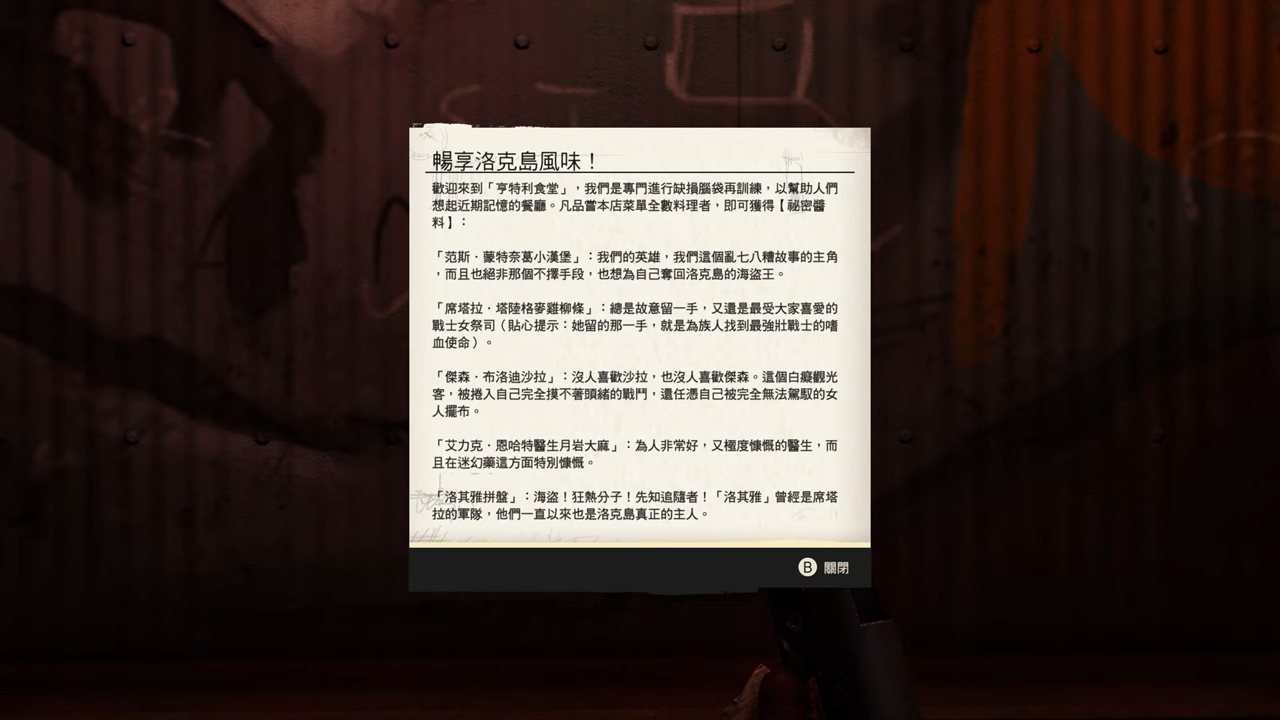 暢享洛克島風味！
歡迎來到「亨特利食堂」，我們是專門進行缺損腦袋再訓練，以幫助人們
想起近期記憶的餐廳。凡品嘗本店菜單全數料理者，即可獲得【祕密醬
料】：
「范斯．蒙特奈葛小漢堡」：我們的英雄，我們這個亂七八糟故事的主角
，而且也絕非那個不擇手段，也想為自己奪回洛克島的海盜王。
「席塔拉．塔陸格麥雞柳條」：總是故意留一手，又還是最受大家喜愛的
戰士女祭司（貼心提示：她留的那一手，就是為族人找到最強壯戰士的嗜
血使命）。
「傑森．布洛迪沙拉」：沒人喜歡沙拉，也沒人喜歡傑森。這個白癡觀光
客，被捲入自己完全摸不著頭緒的戰鬥，還任憑自己被完全無法駕馭的女
人擺布。
「艾力克．恩哈特醫生月岩大麻」：為人非常好，又極度慷慨的醫生，而
且在迷幻藥這方面特別慷慨。
「洛其雅拼盤」：海盜！狂熱分子！先知追隨者！「洛其雅」曾經是席塔
拉的軍隊，他們一直以來也是洛克島真正的主人。
B 關閉